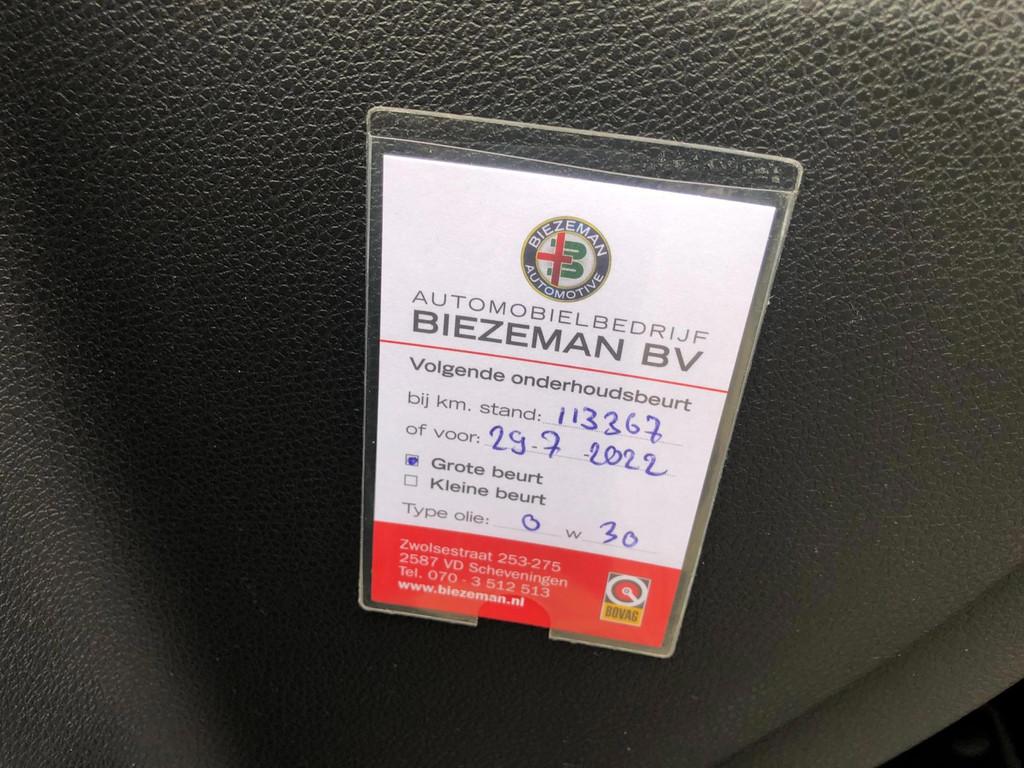 BIEZEMAN
AUTOMOTIVE
AUTOMOBIELBEDRIJF
BIEZEMAN BV
Volgende onderhoudsbeurt
bij km. stand: 113367
of voor: 29-7-2022
Grote beurt
Kleine beurt
Type olie: 0 w 30
Zwolsestraat 253-275
2587 VD Scheveningen
Tel. 070 - 3 512 513
www.biezeman.nl
BOVAG